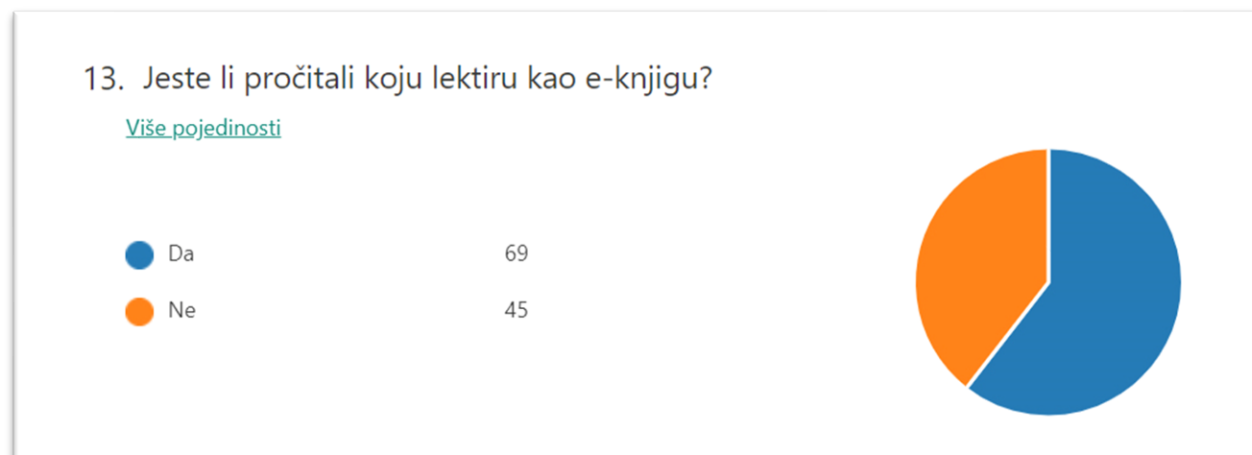 13. Jeste li pročitali koju lektiru kao e-knjigu?
Više pojedinosti
Da 69
Ne 45